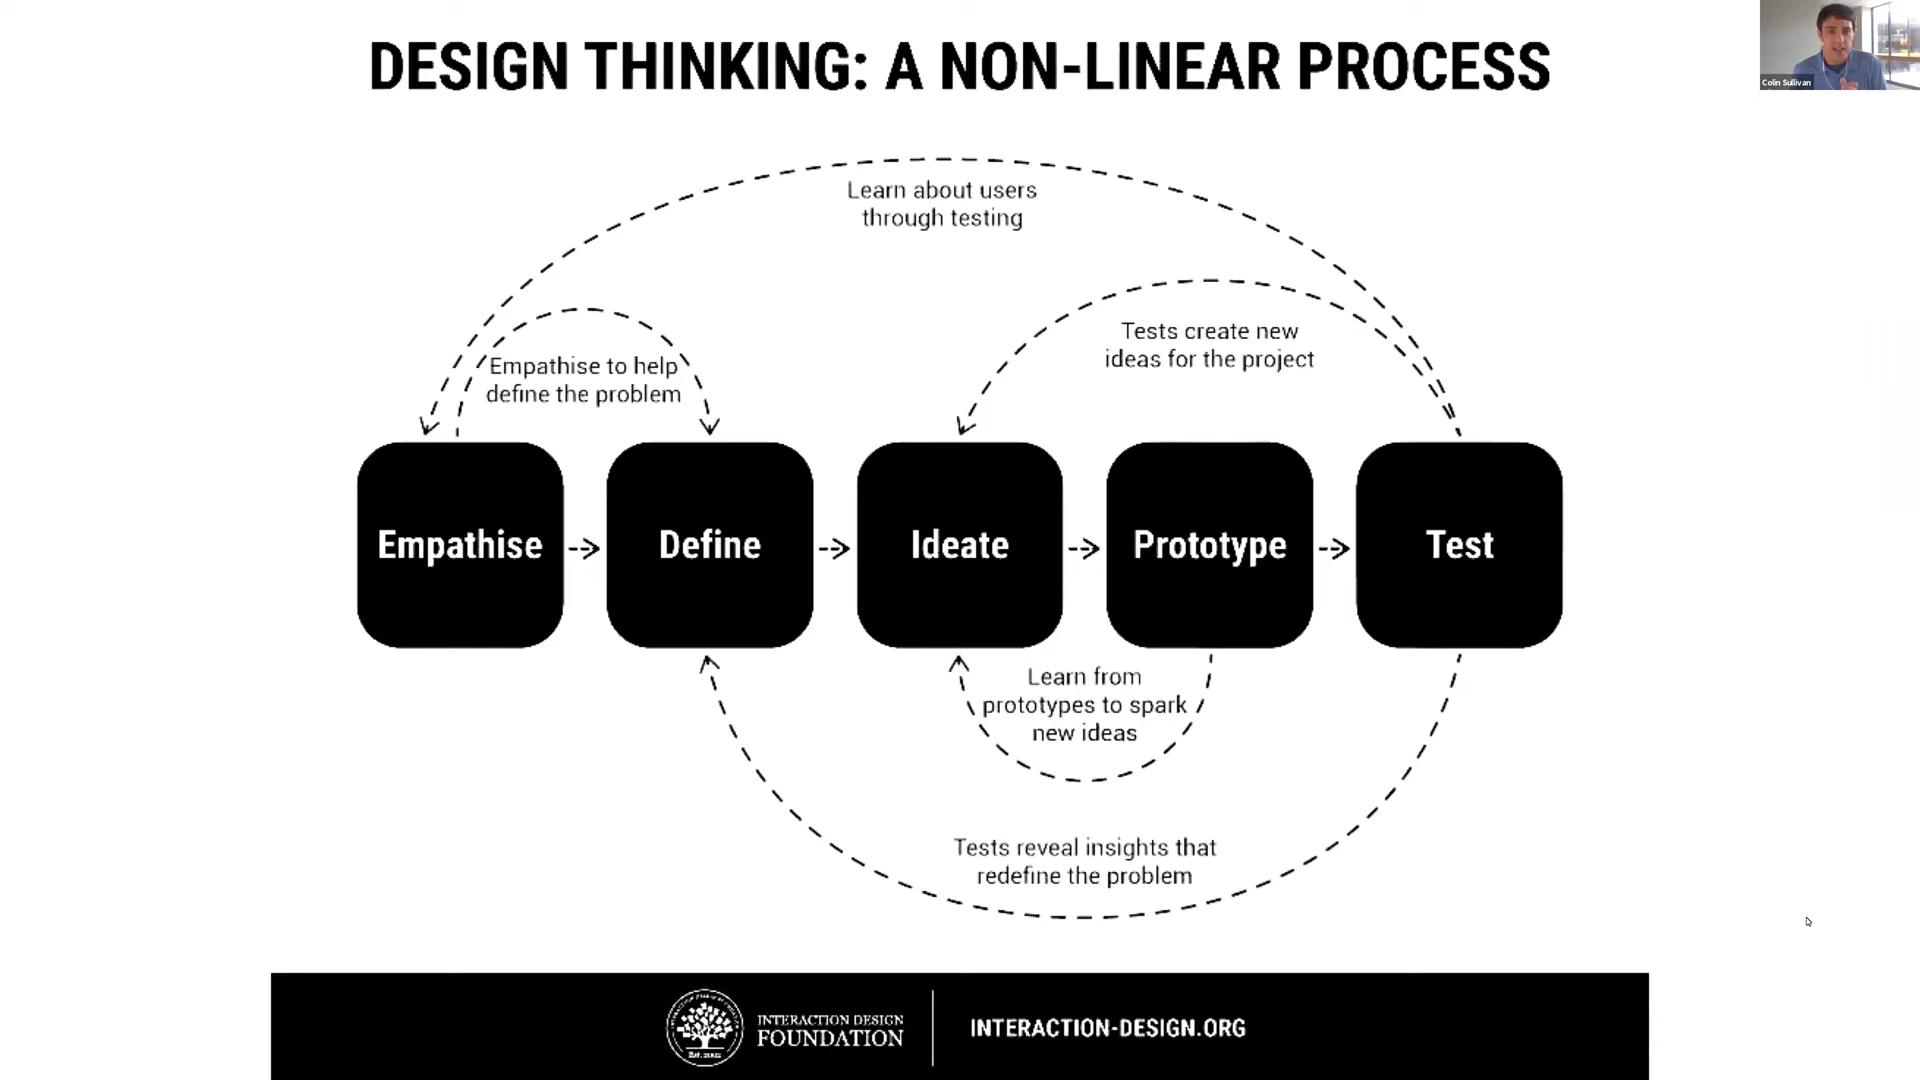 DESIGN THINKING: A NON-LINEAR PROCESS
Colin Sullivan
Learn about users
through testing
Tests create new
ideas for the project
Empathise to help
define the problem
Empathise
Define
Ideate
Prototype
Test
Learn from
prototypes to spark
new ideas
Tests reveal insights that
redefine the problem
INTERACTION DESIGN
FOUNDATION
INTERACTION-DESIGN.ORG